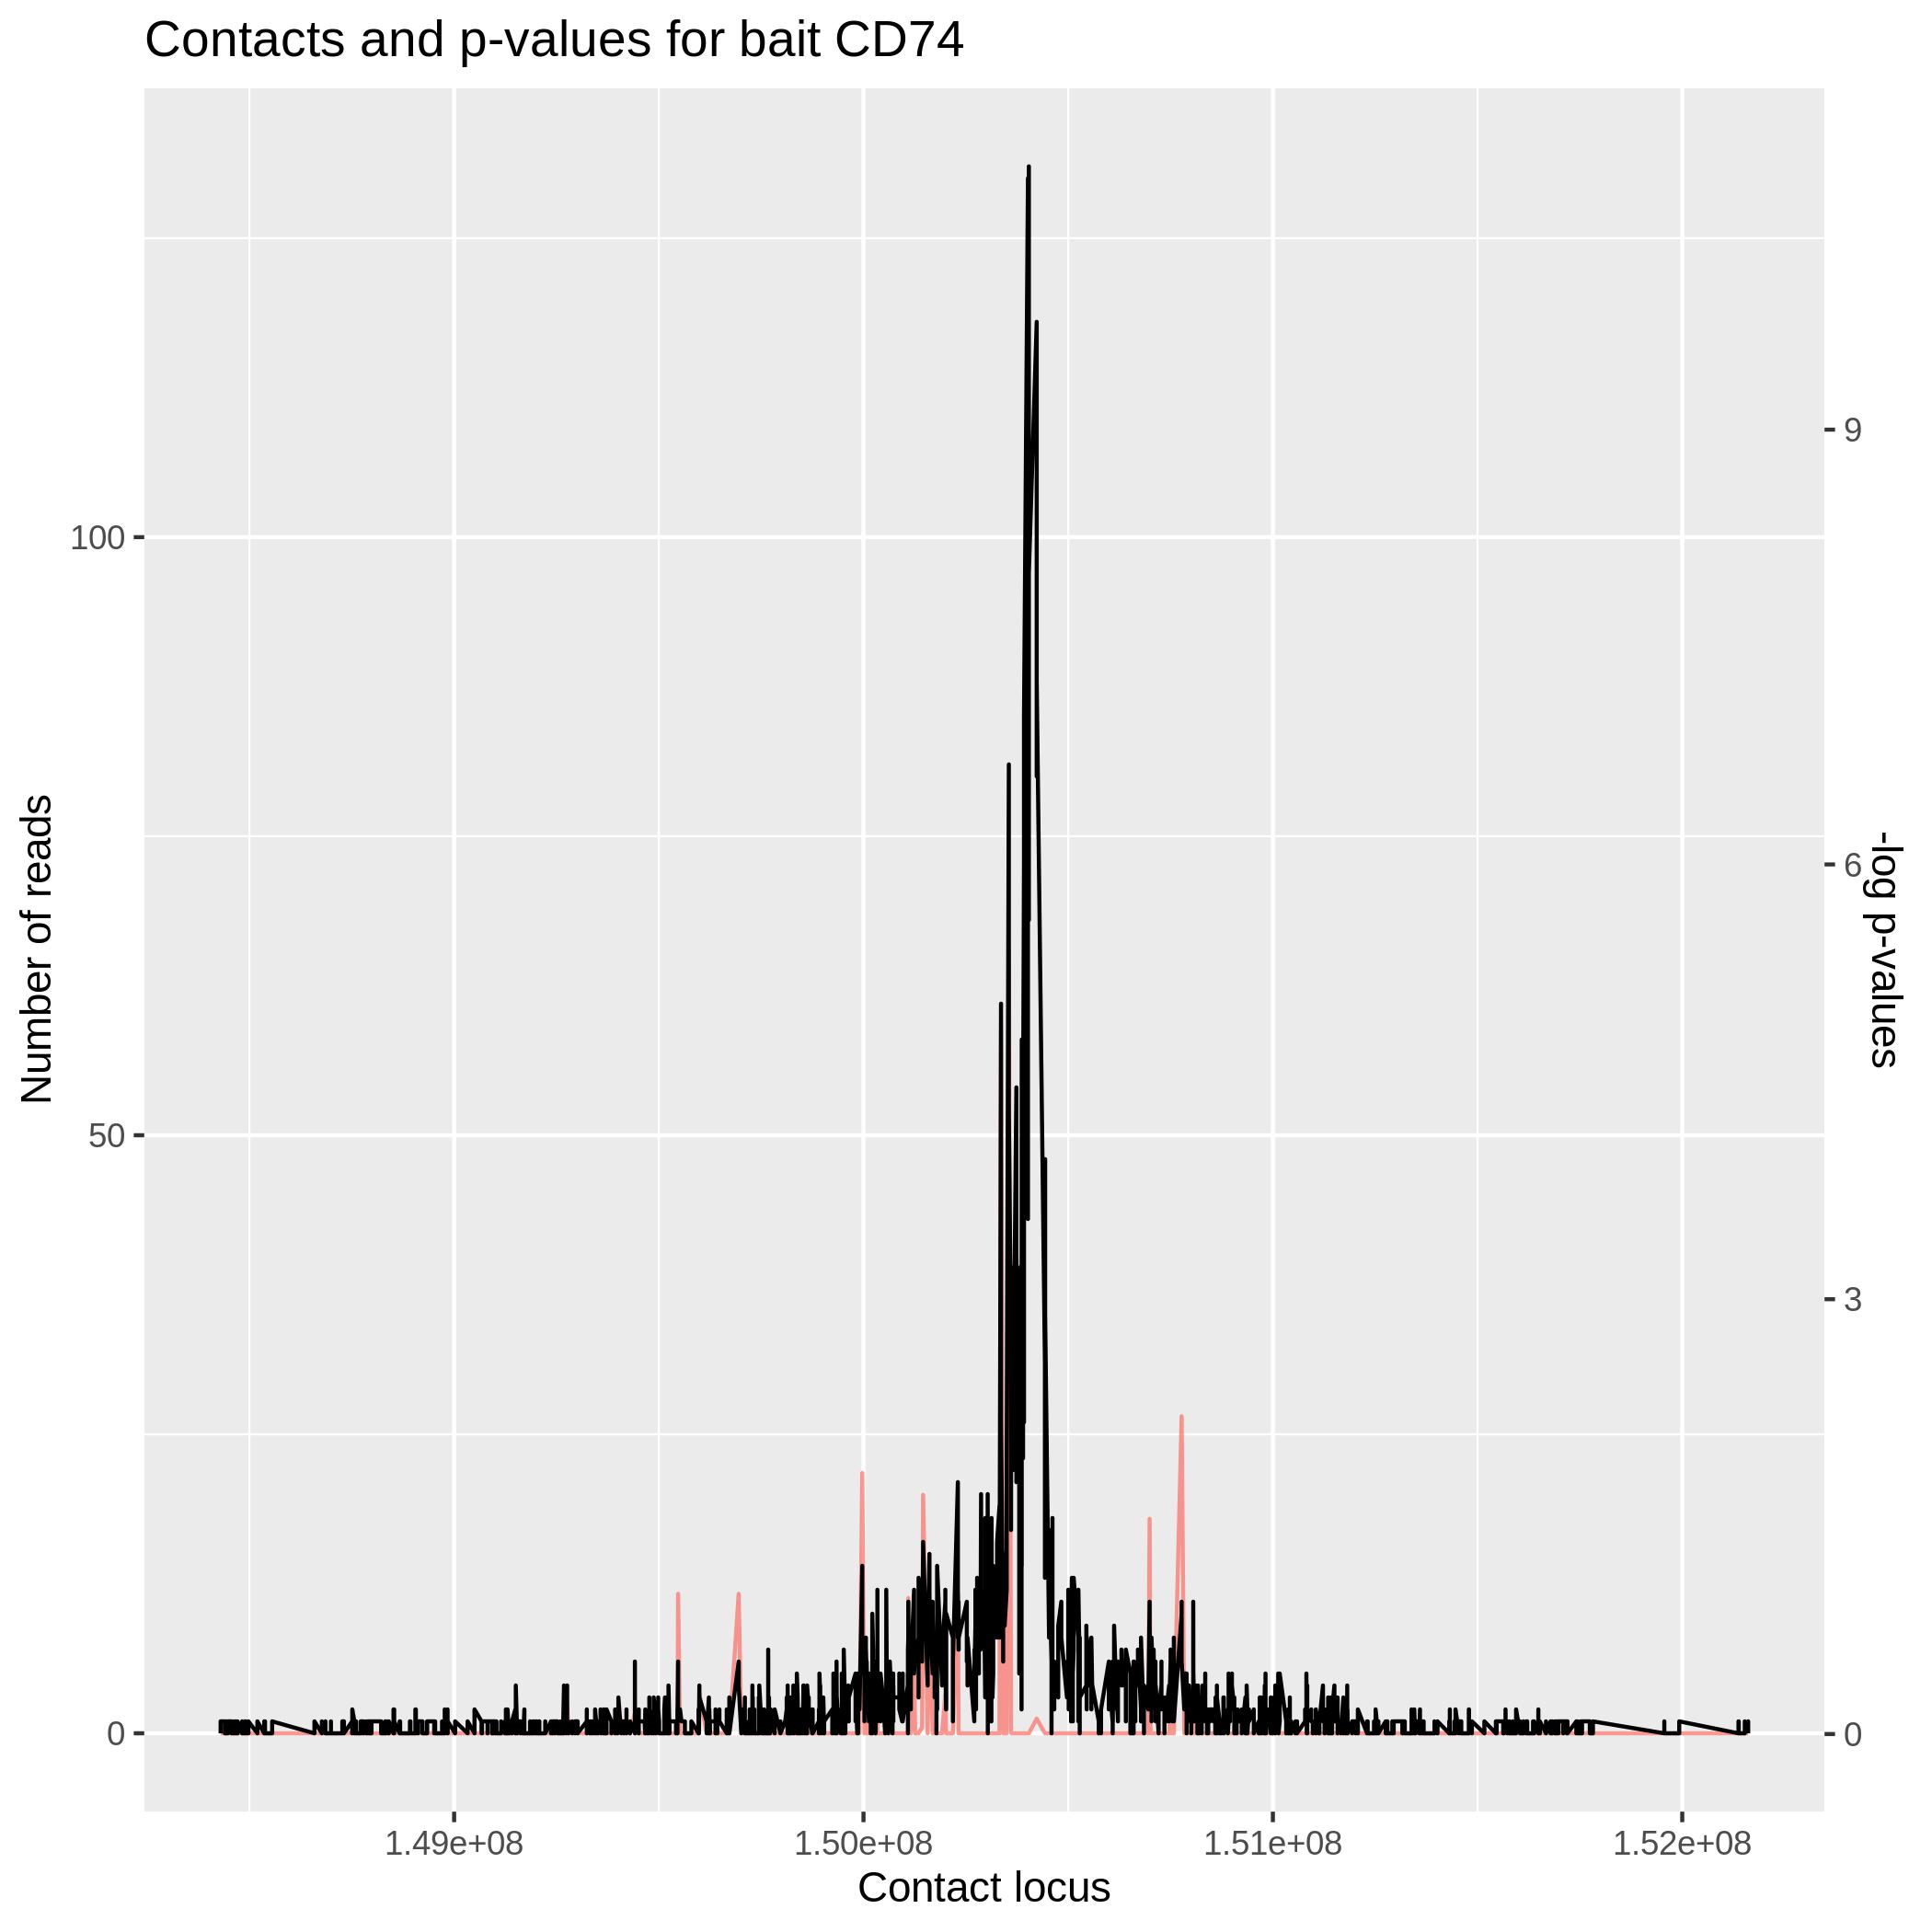 Contacts and p-values for bait CD74
Number of reads
100
50
0
9
6
3
0
-log p-values
1.49e+08
1.50e+08
1.51e+08
1.52e+08
Contact locus